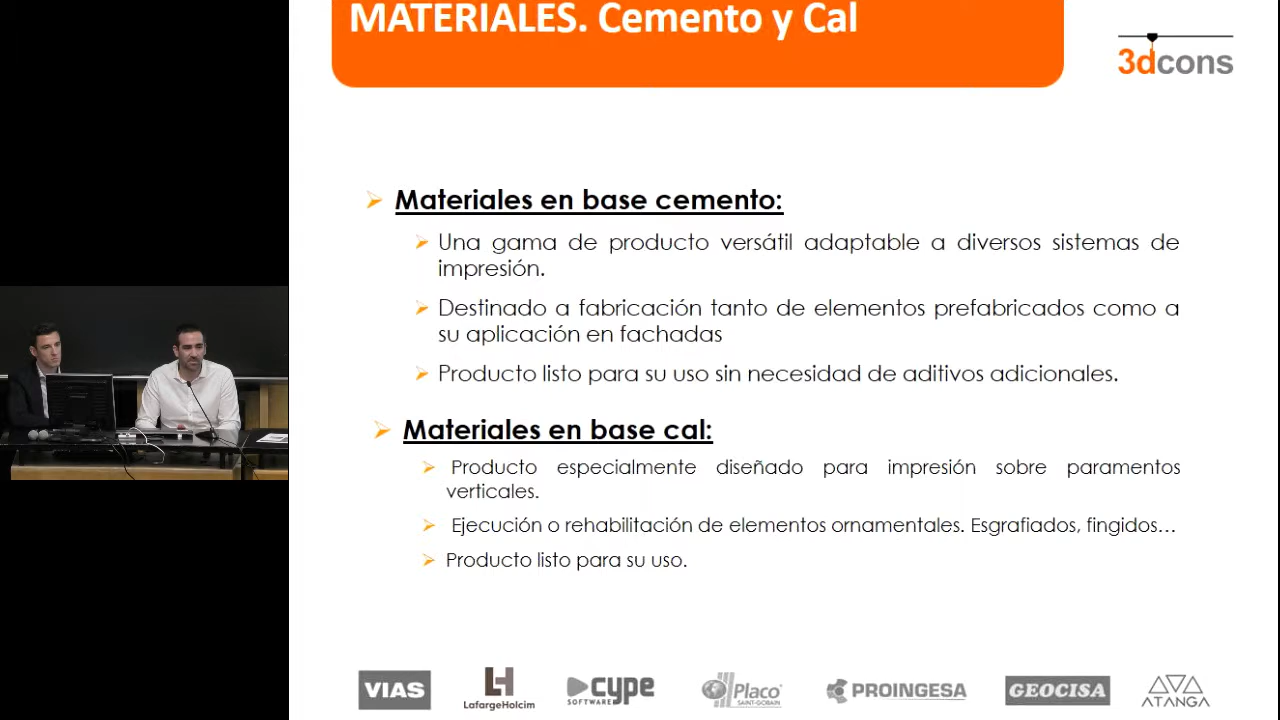 MATERIALES. Cemento y Cal
3dcons
Materiales en base cemento:
Una gama de producto versátil adaptable a diversos sistemas de
impresión.
Destinado a fabricación tanto de elementos prefabricados como a
su aplicación en fachadas
Producto listo para su uso sin necesidad de aditivos adicionales.
Materiales en base cal:
Producto especialmente diseñado para impresión sobre paramentos
verticales.
Ejecución o rehabilitación de elementos ornamentales. Esgrafiados, fingidos...
Producto listo para su uso.
VIAS
LafargeHolcim
cype
SOFTWARE
Placo
SAINT-GOBAIN
PROINGESA
GEOCISA
ATANGA